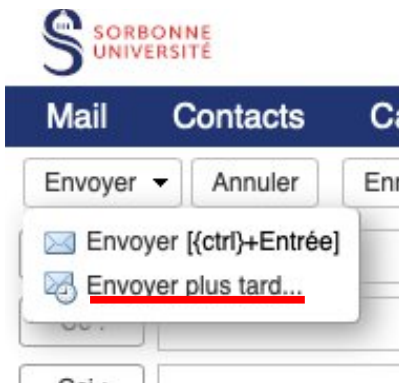 SORBONNE
UNIVERSITÉ
Mail Contacts
Envoyer Annuler
Envoyer [{ctrl}+Entrée]
Envoyer plus tard...